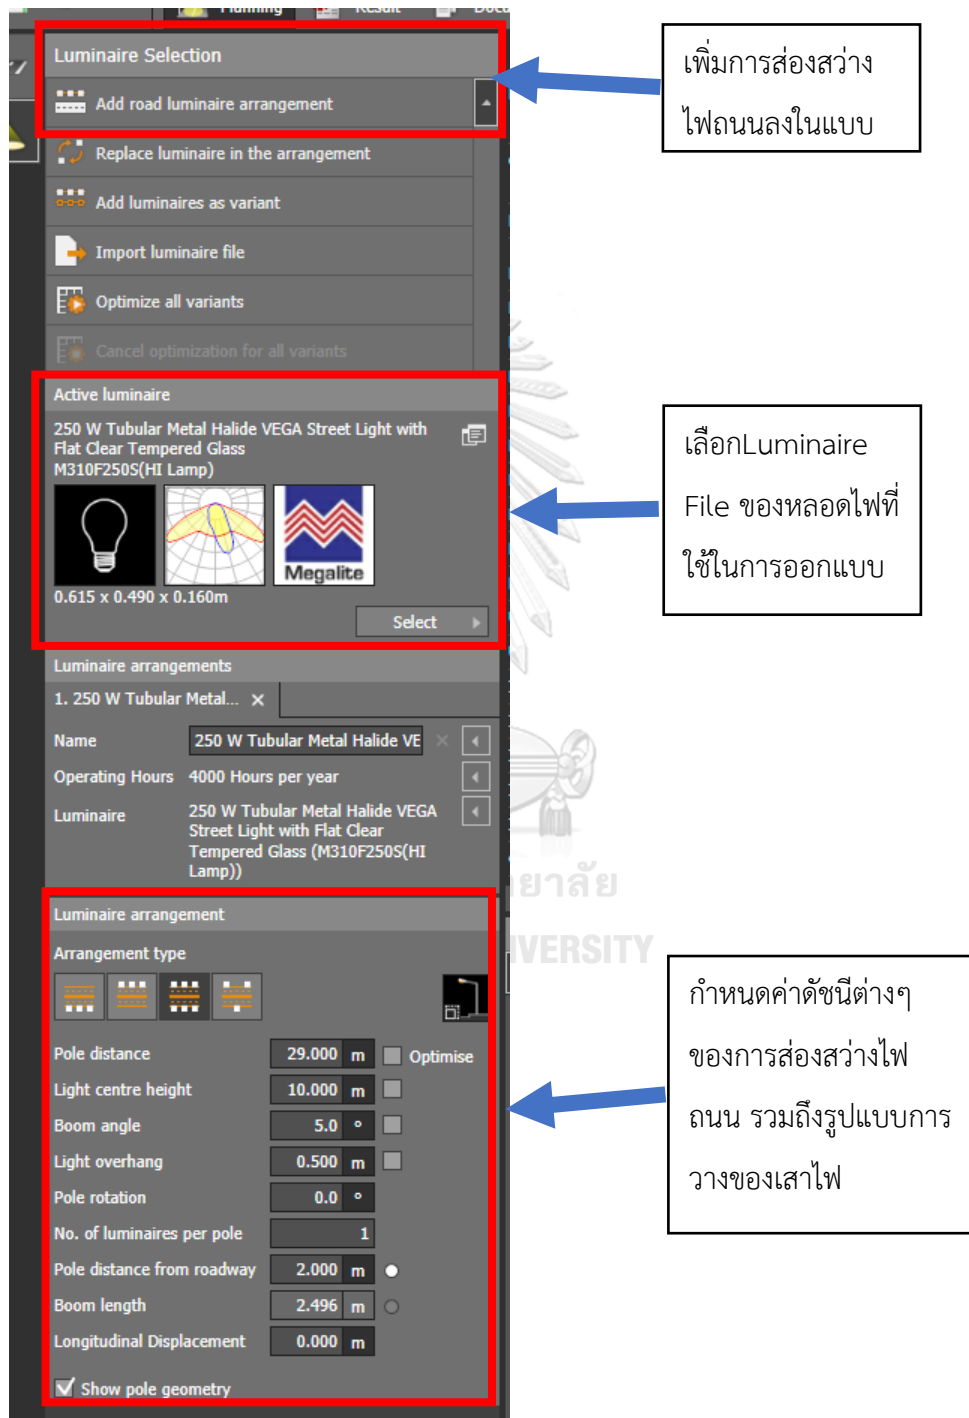 Planning
Result
Luminaire Selection
Add road luminaire arrangement
Replace luminaire in the arrangement
Add luminaires as variant
Import luminaire file
Optimize all variants
Cancel optimization for all variants
Active luminaire
250 W Tubular Metal Halide VEGA Street Light with
Flat Clear Tempered Glass
M310F250S(HI Lamp)
Megalite
0.615 x 0.490 x 0.160m
Select
Luminaire arrangements
1. 250 W Tubular Metal...
Name 250 W Tubular Metal Halide VE
Operating Hours 4000 Hours per year
Luminaire 250 W Tubular Metal Halide VEGA
Street Light with Flat Clear
Tempered Glass (M310F250S(HI
Lamp))
Luminaire arrangement
Arrangement type
Pole distance 29.000 m Optimise
Light centre height 10.000 m
Boom angle 5.0 °
Light overhang 0.500 m
Pole rotation 0.0 °
No. of luminaires per pole 1
Pole distance from roadway 2.000 m
Boom length 2.496 m
Longitudinal Displacement 0.000 m
Show pole geometry
เพิ่มการส่องสว่าง
ไฟถนนลงในแบบ
เลือกLuminaire
File ของหลอดไฟที่
ใช้ในการออกแบบ
ยาลัย
VERSITY
กำหนดค่าดัชนีต่างๆ
ของการส่องสว่างไฟ
ถนน รวมถึงรูปแบบการ
วางของเสาไฟ